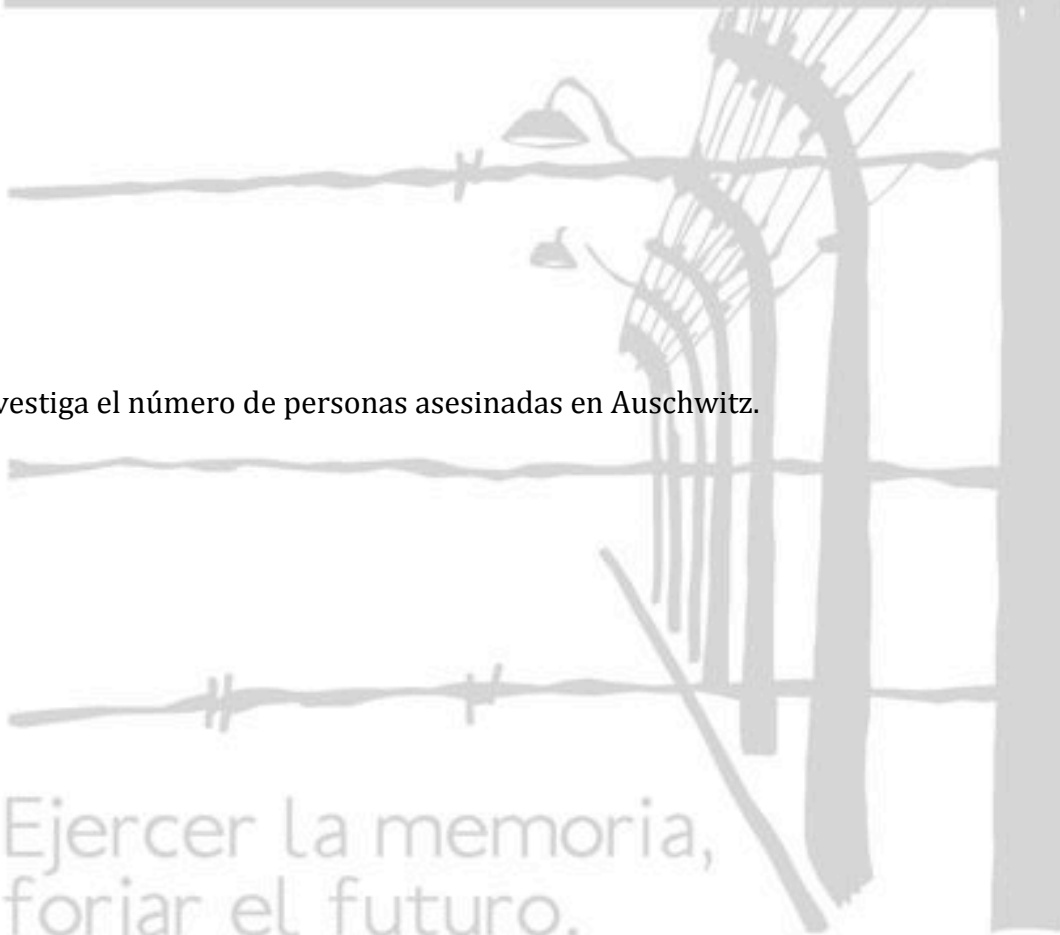 vestiga el número de personas asesinadas en Auschwitz.
Ejercer la memoria,
forjar el futuro.